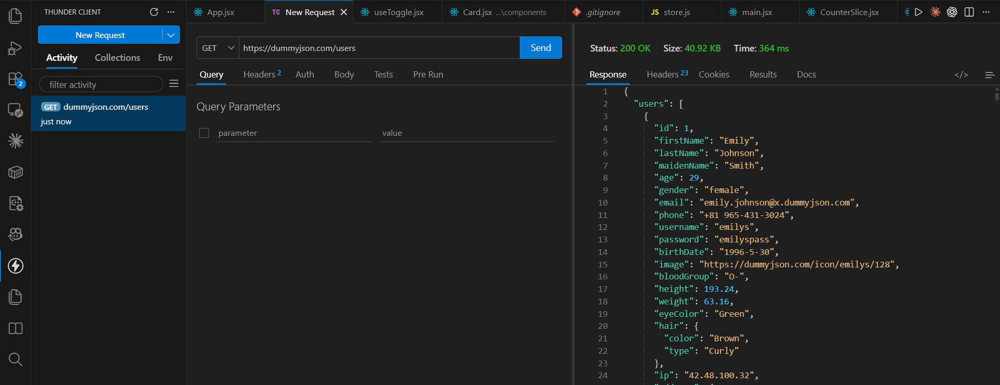 THUNDER CLIENT
New Request
Activity Collections Env
filter activity
GET dummyjson.com/users
just now
2
App.jsx
TC New Request
useToggle.jsx
Card.jsx ...\components
.gitignore
JS store.js
main.jsx
CounterSlice.jsx
GET https://dummyjson.com/users Send
Query Headers 2 Auth Body Tests Pre Run
Query Parameters
parameter value
Status: 200 OK Size: 40.92 KB Time: 364 ms
Response Headers 23 Cookies Results Docs </>
1 {
2 "users": [
3 {
4 "id": 1,
5 "firstName": "Emily",
6 "lastName": "Johnson",
7 "maidenName": "Smith",
8 "age": 29,
9 "gender": "female",
10 "email": "emily.johnson@x.dummyjson.com",
11 "phone": "+81 965-431-3024",
12 "username": "emilys",
13 "password": "emilyspass",
14 "birthDate": "1996-5-30",
15 "image": "https://dummyjson.com/icon/emilys/128",
16 "bloodGroup": "O-",
17 "height": 193.24,
18 "weight": 63.16,
19 "eyeColor": "Green",
20 "hair": {
21 "color": "Brown",
22 "type": "Curly"
23 },
24 "ip": "42.48.100.32",